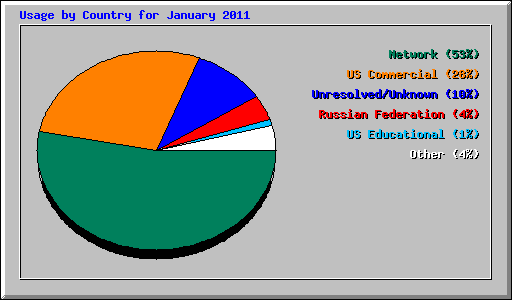 Usage by Country for January 2011
Network (53%)
US Commercial (28%)
Unresolved/Unknown (10%)
Russian Federation (4%)
US Educational (1%)
Other (4%)